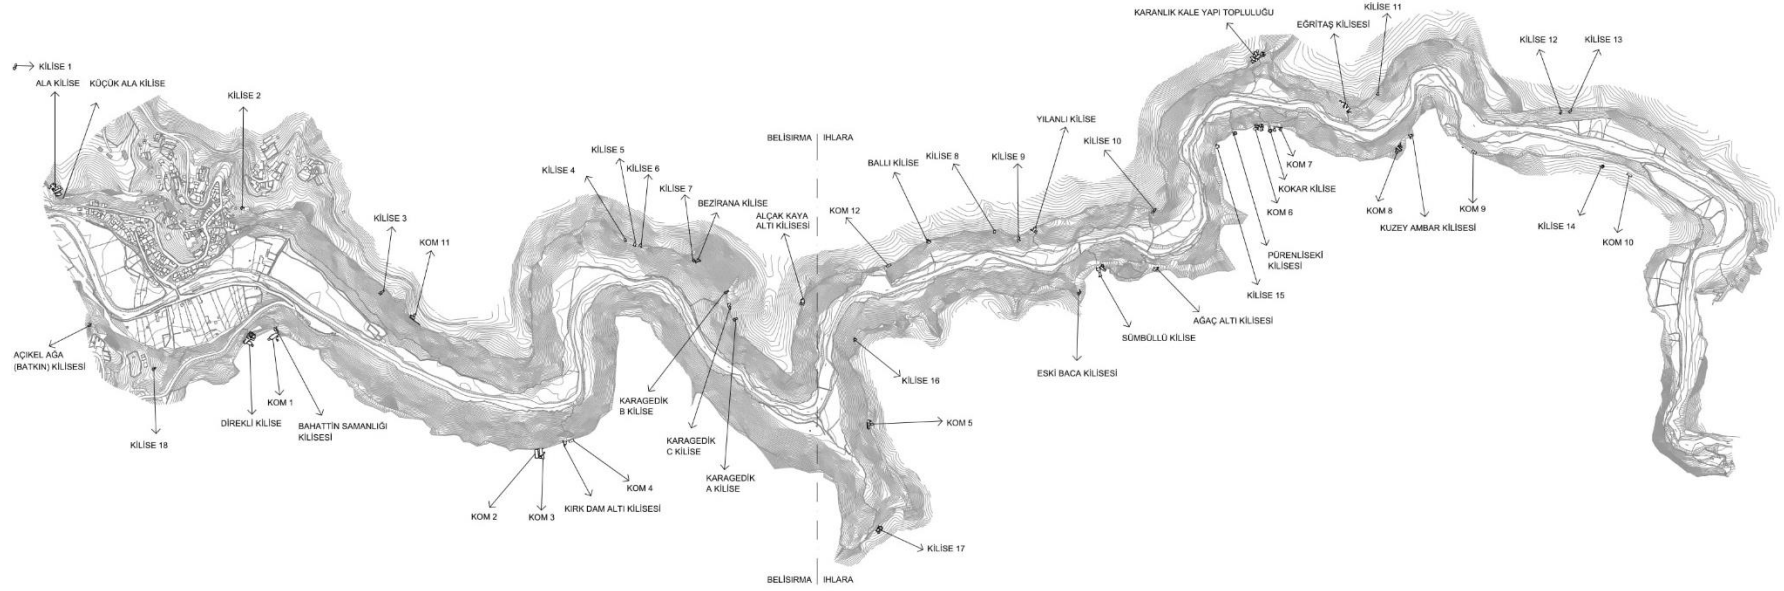 KİLİSE 1
ALA KİLİSE
KÜÇÜK ALA KİLİSE
KİLİSE 2
KİLİSE 3
KOM 11
KİLİSE 4
KİLİSE 5
KİLİSE 6
KİLİSE 7
BEZİRANA KİLİSE
ALÇAK KAYA
ALTI KİLİSESİ
BELİSIRMA
IHLARA
KOM 12
BALLI KİLİSE
KİLİSE 8
KİLİSE 9
YILANLI KİLİSE
KİLİSE 10
KARANLIK KALE YAPI TOPLULUĞU
EĞRİTAŞ KİLİSESİ
KİLİSE 11
KİLİSE 12
KİLİSE 13
AÇIKEL AĞA
(BATKIN) KİLİSESİ
KİLİSE 18
DİREKLİ KİLİSE
KOM 1
BAHATTİN SAMANLIĞI
KİLİSESİ
KOM 2
KOM 3
KIRK DAM ALTI KİLİSESİ
KOM 4
KARAGEDİK
B KİLİSE
KARAGEDİK
C KİLİSE
KARAGEDİK
A KİLİSE
KİLİSE 16
KOM 5
KİLİSE 17
ESKİ BACA KİLİSESİ
SÜMBÜLLÜ KİLİSE
AĞAÇ ALTI KİLİSESİ
KİLİSE 15
PÜRENLİSEKİ
KİLİSESİ
KOM 6
KOKAR KİLİSE
KOM 7
KOM 8
KUZEY AMBAR KİLİSESİ
KOM 9
KİLİSE 14
KOM 10
BELİSIRMA
IHLARA